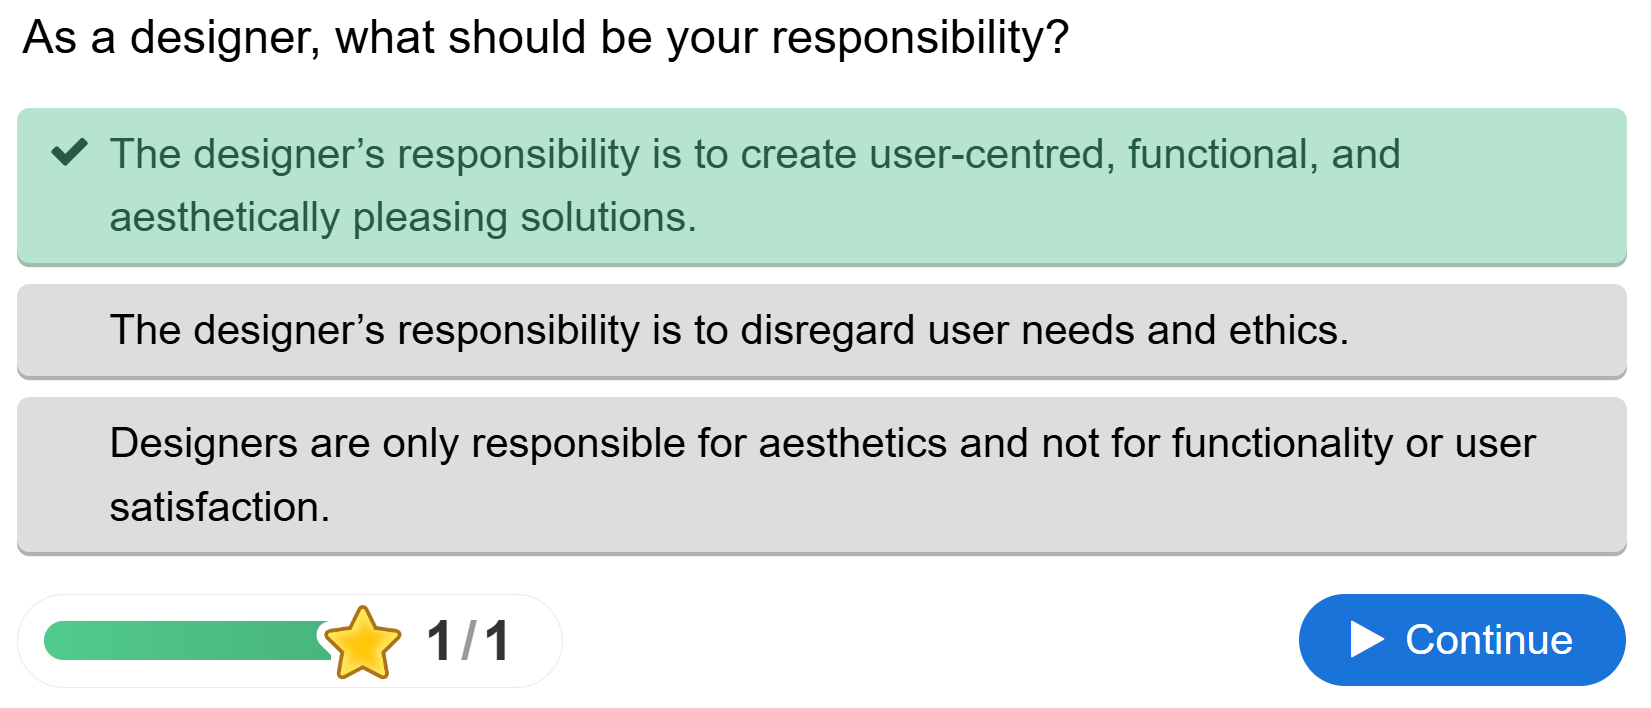 As a designer, what should be your responsibility?
The designer’s responsibility is to create user-centred, functional, and
aesthetically pleasing solutions.
The designer’s responsibility is to disregard user needs and ethics.
Designers are only responsible for aesthetics and not for functionality or user
satisfaction.
1/1
Continue